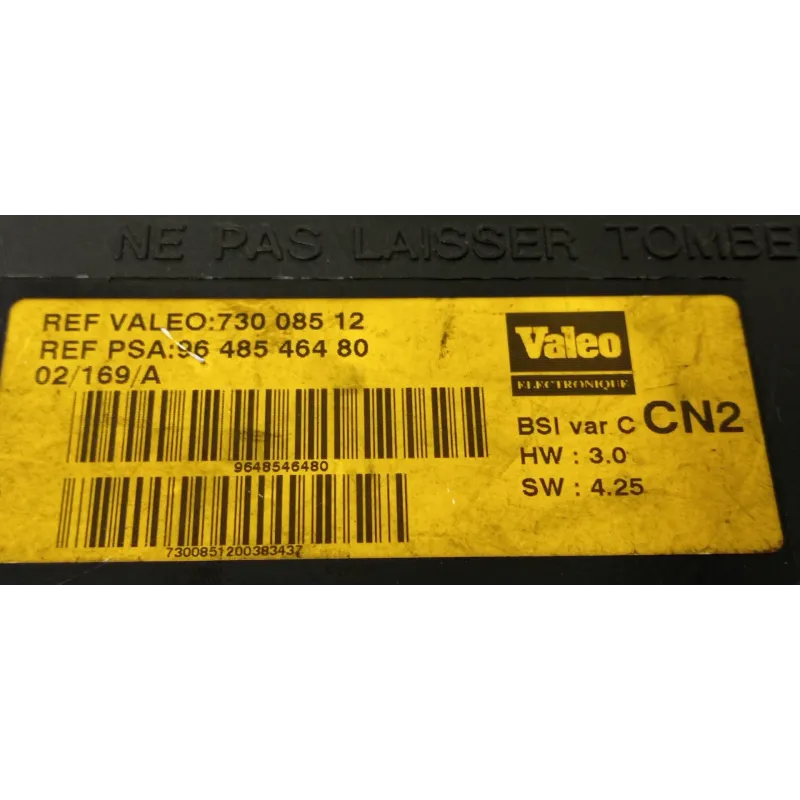 NE PAS LAISSER TOMBE
REF VALEO:730 085 12
REF PSA:96 485 464 80
02/169/A
9648546480
7300851200383437
Valeo
ELECTRONIQUE
BSI var C CN2
HW : 3.0
SW : 4.25